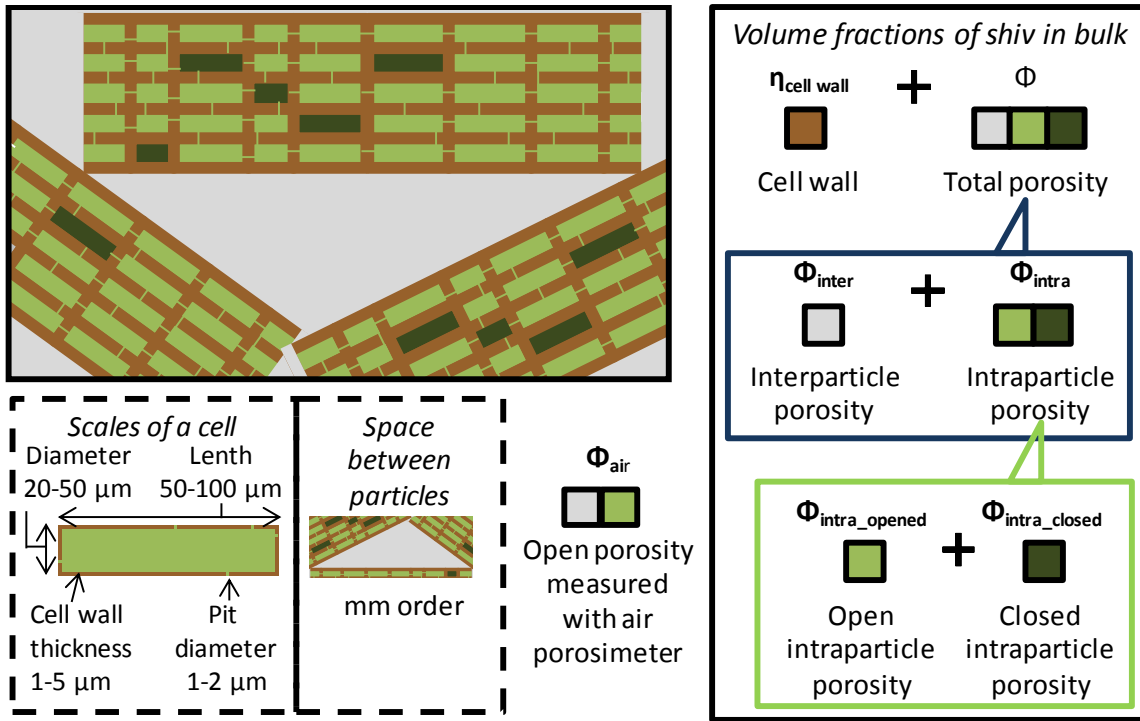 Volume fractions of shiv in bulk
ηcell wall + Φ
Cell wall
Total porosity
Φinter + Φintra
Interparticle
porosity
Intraparticle
porosity
Φintra_opened + Φintra_closed
Open
intraparticle
porosity
Closed
intraparticle
porosity
Scales of a cell
Diameter
20-50 µm
Lenth
50-100 µm
Cell wall
thickness
1-5 µm
Pit
diameter
1-2 µm
Space
between
particles
mm order
Φair
Open porosity
measured
with air
porosimeter